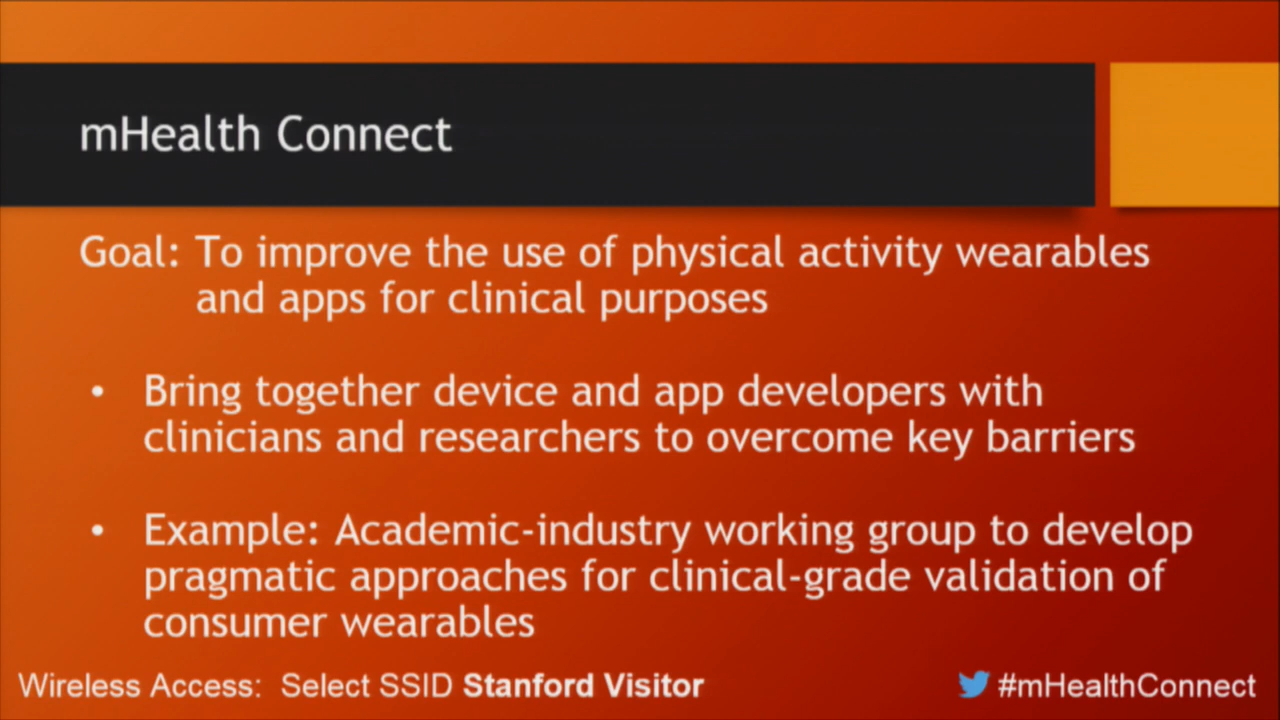 mHealth Connect
Goal: To improve the use of physical activity wearables
and apps for clinical purposes
• Bring together device and app developers with
clinicians and researchers to overcome key barriers
• Example: Academic-industry working group to develop
pragmatic approaches for clinical-grade validation of
consumer wearables
Wireless Access: Select SSID Stanford Visitor
#mHealthConnect